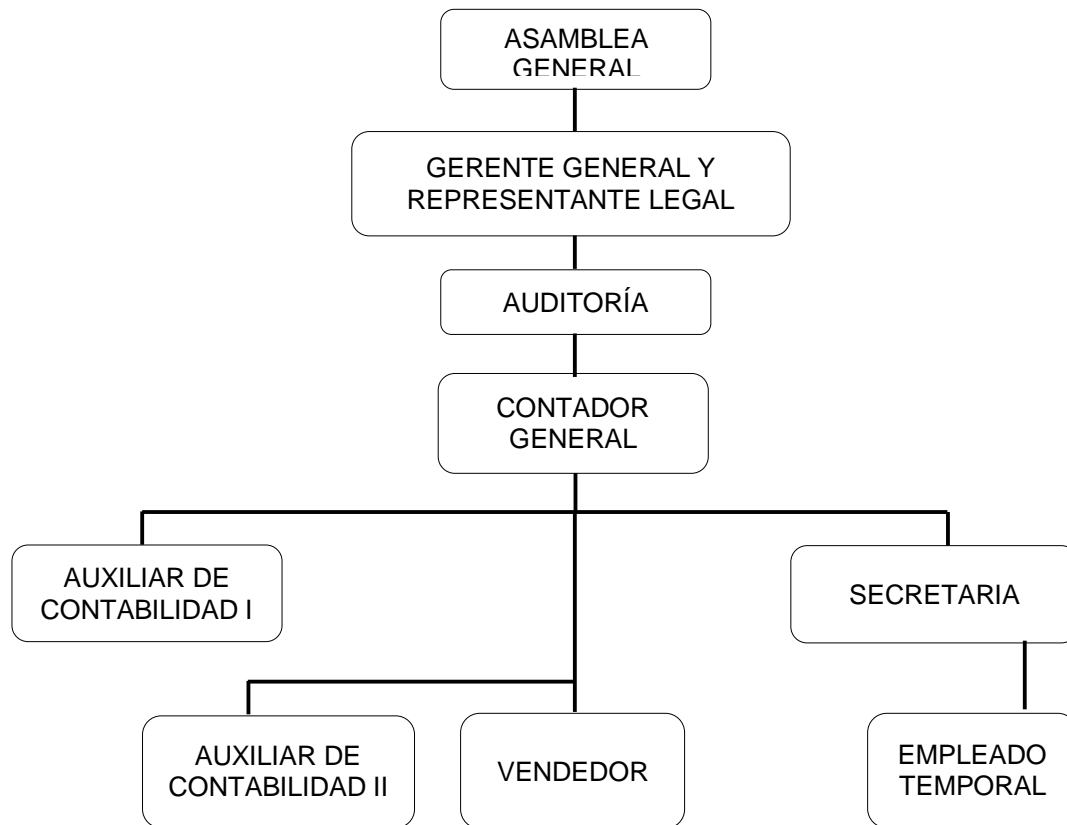 ASAMBLEA
GENERAL
GERENTE GENERAL Y
REPRESENTANTE LEGAL
AUDITORÍA
CONTADOR
GENERAL
AUXILIAR DE
CONTABILIDAD I
SECRETARIA
AUXILIAR DE
CONTABILIDAD II
VENDEDOR
EMPLEADO
TEMPORAL